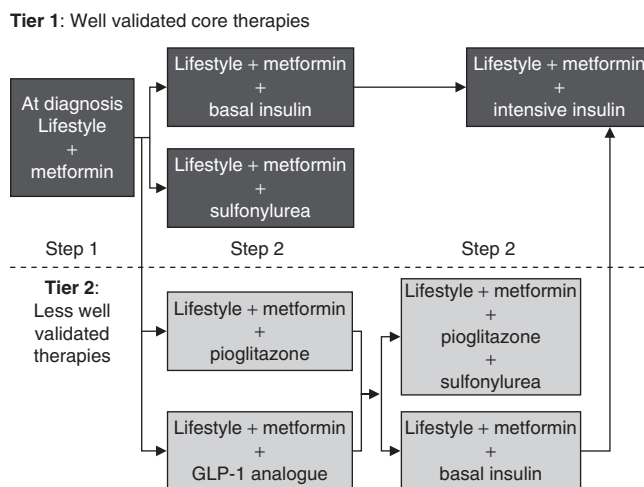 Tier 1: Well validated core therapies
At diagnosis
Lifestyle
+
metformin
Lifestyle + metformin
+
basal insulin
Lifestyle + metformin
+
intensive insulin
Lifestyle + metformin
+
sulfonylurea
Step 1
Step 2
Step 2
Tier 2:
Less well
validated
therapies
Lifestyle + metformin
+
pioglitazone
Lifestyle + metformin
+
pioglitazone
+
sulfonylurea
Lifestyle + metformin
+
GLP-1 analogue
Lifestyle + metformin
+
basal insulin